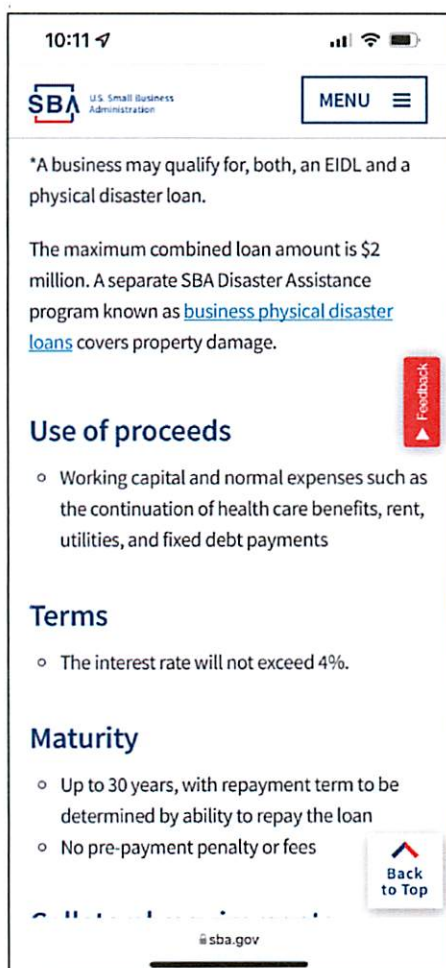 10:11
SBA U.S. Small Business
Administration
MENU
*A business may qualify for, both, an EIDL and a
physical disaster loan.
The maximum combined loan amount is $2
million. A separate SBA Disaster Assistance
program known as business physical disaster
loans covers property damage.
Feedback
Use of proceeds
Working capital and normal expenses such as
the continuation of health care benefits, rent,
utilities, and fixed debt payments
Terms
The interest rate will not exceed 4%.
Maturity
Up to 30 years, with repayment term to be
determined by ability to repay the loan
No pre-payment penalty or fees
Back
to Top
sba.gov